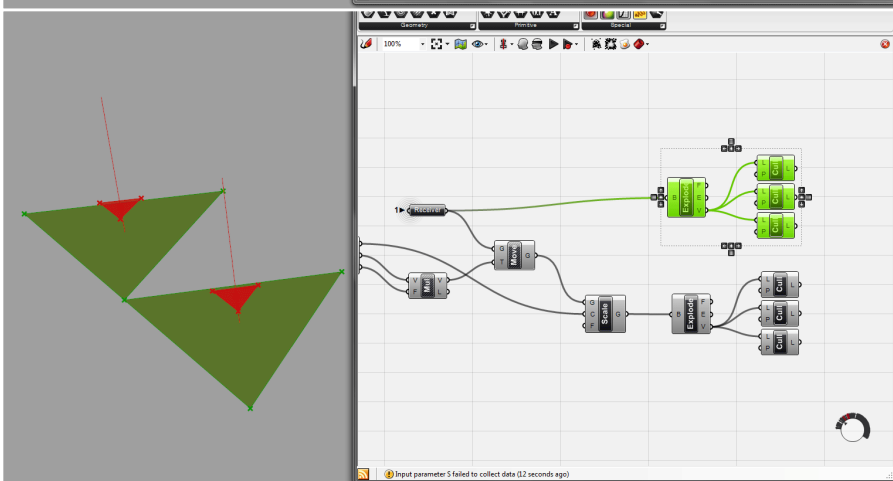 Geometry
Primitive
Special
100%
F
B Explode E
V
L Cull L
P
L Cull L
P
L Cull L
P
1 Receiver
G Move G
T
V Mul V
F L
G
C Scale G
F
F
B Explode E
V
L Cull L
P
L Cull L
P
L Cull L
P
Input parameter S failed to collect data (12 seconds ago)